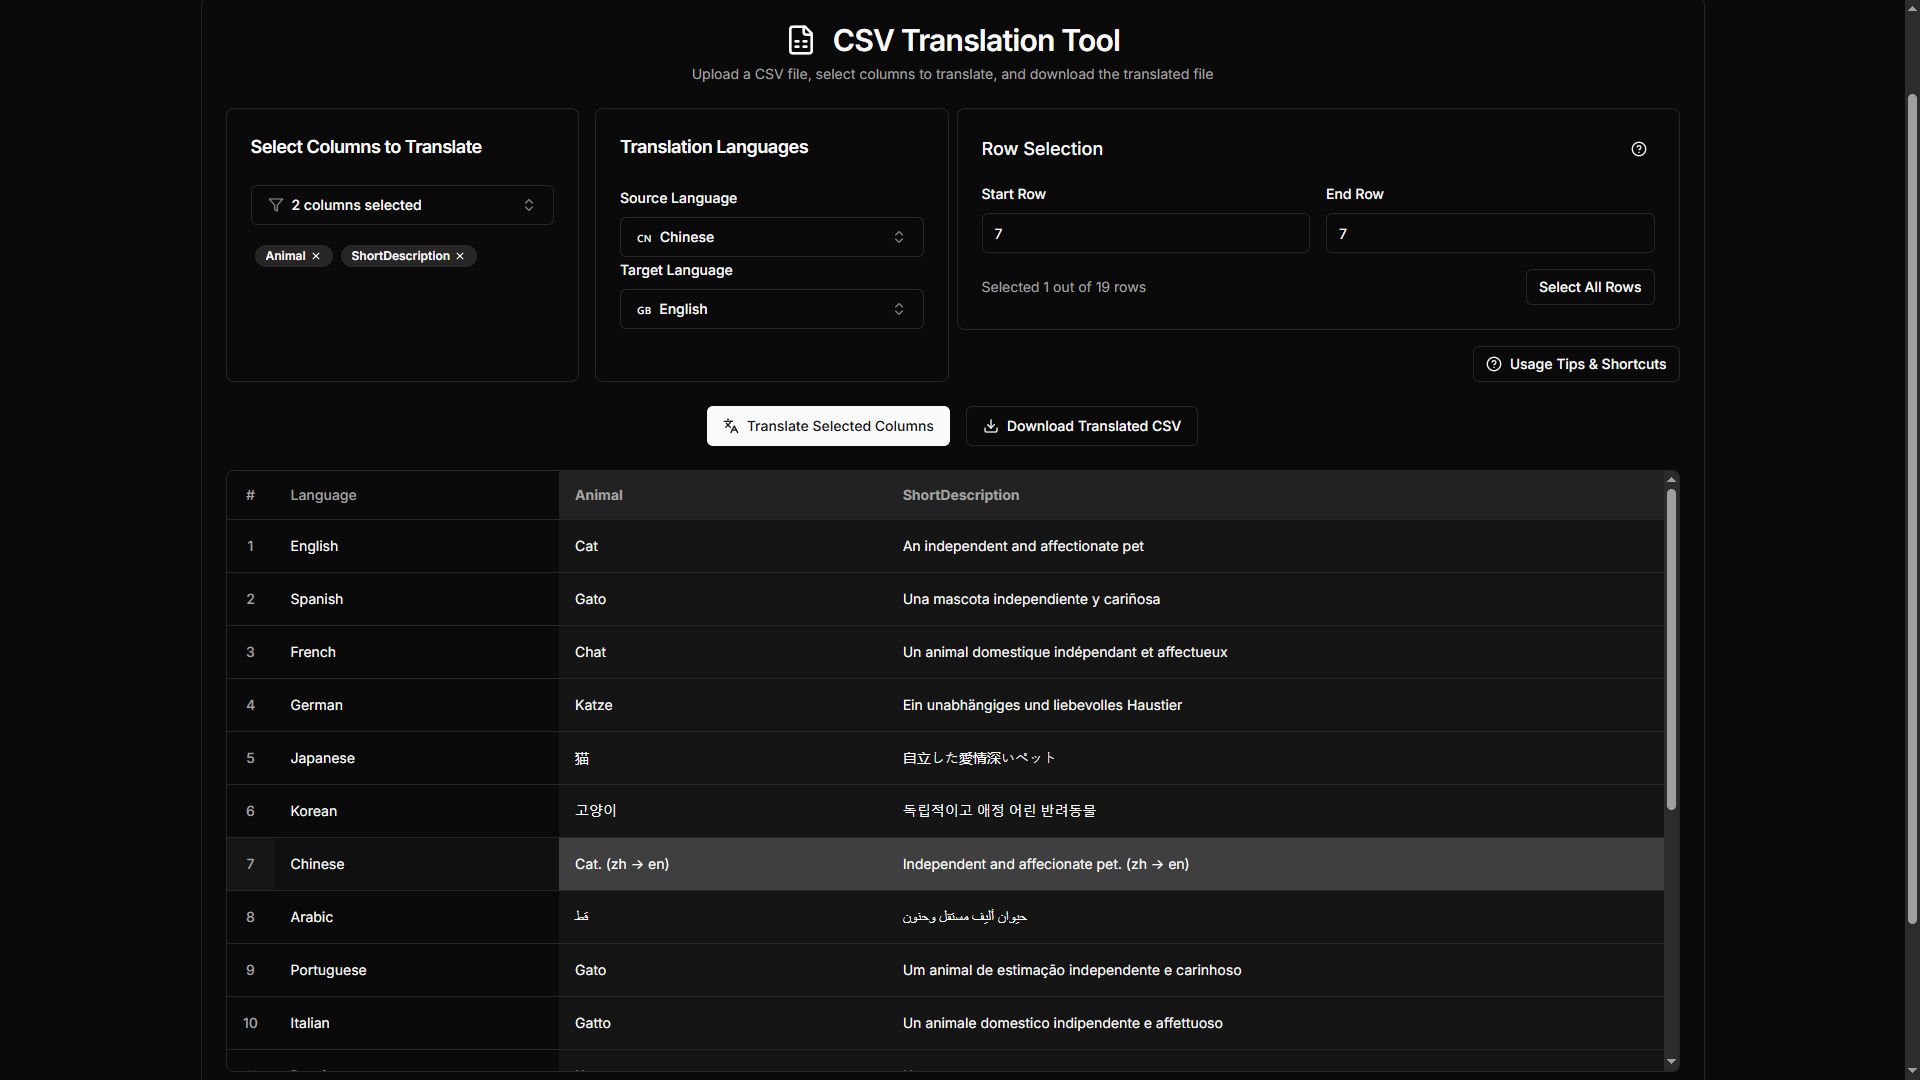 CSV Translation Tool
Upload a CSV file, select columns to translate, and download the translated file
Select Columns to Translate
2 columns selected
Animal × ShortDescription ×
Translation Languages
Source Language
CN Chinese
Target Language
GB English
Row Selection
Start Row End Row
7 7
Selected 1 out of 19 rows Select All Rows
Usage Tips & Shortcuts
Translate Selected Columns Download Translated CSV
# Language Animal ShortDescription
1 English Cat An independent and affectionate pet
2 Spanish Gato Una mascota independiente y cariñosa
3 French Chat Un animal domestique indépendant et affectueux
4 German Katze Ein unabhängiges und liebevolles Haustier
5 Japanese 猫 自立した愛情深いペット
6 Korean 고양이 독립적이고 애정 어린 반려동물
7 Chinese Cat. (zh → en) Independent and affecionate pet. (zh → en)
8 Arabic قط حيوان أليف مستقل وحنون
9 Portuguese Gato Um animal de estimação independente e carinhoso
10 Italian Gatto Un animale domestico indipendente e affettuoso